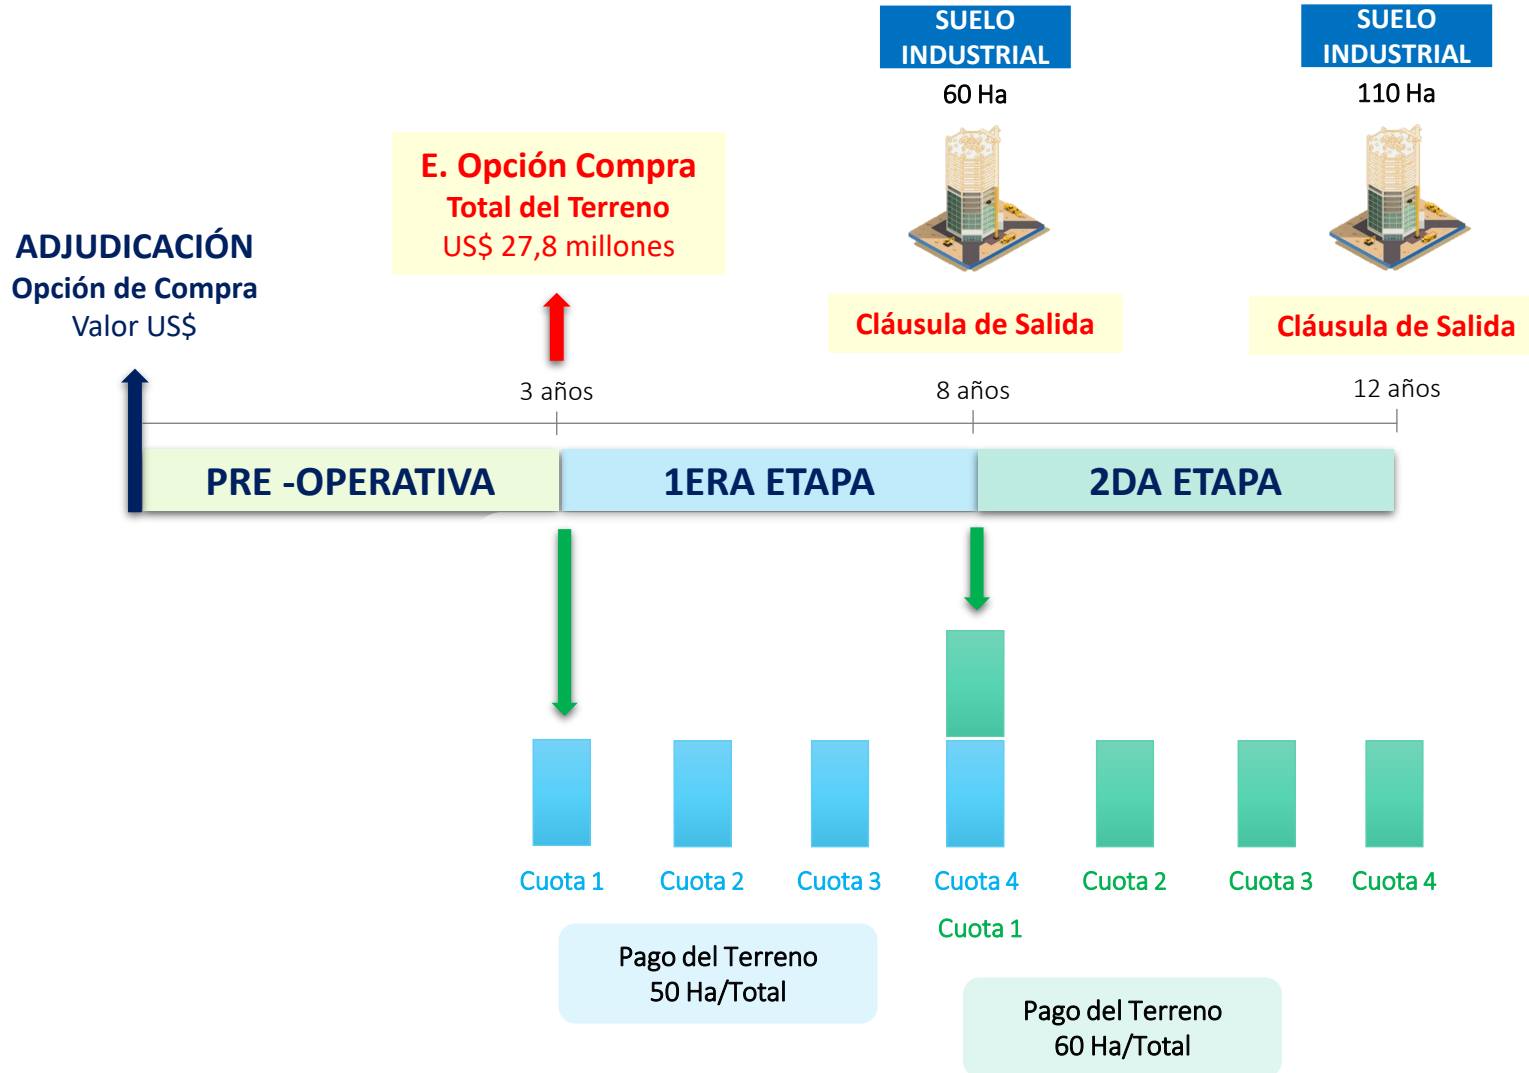 SUELO
INDUSTRIAL
60 Ha
SUELO
INDUSTRIAL
110 Ha
E. Opción Compra
Total del Terreno
US$ 27,8 millones
ADJUDICACIÓN
Opción de Compra
Valor US$
Cláusula de Salida
Cláusula de Salida
3 años
8 años
12 años
PRE -OPERATIVA
1ERA ETAPA
2DA ETAPA
Cuota 1
Cuota 2
Cuota 3
Cuota 4
Cuota 2
Cuota 3
Cuota 4
Cuota 1
Pago del Terreno
50 Ha/Total
Pago del Terreno
60 Ha/Total